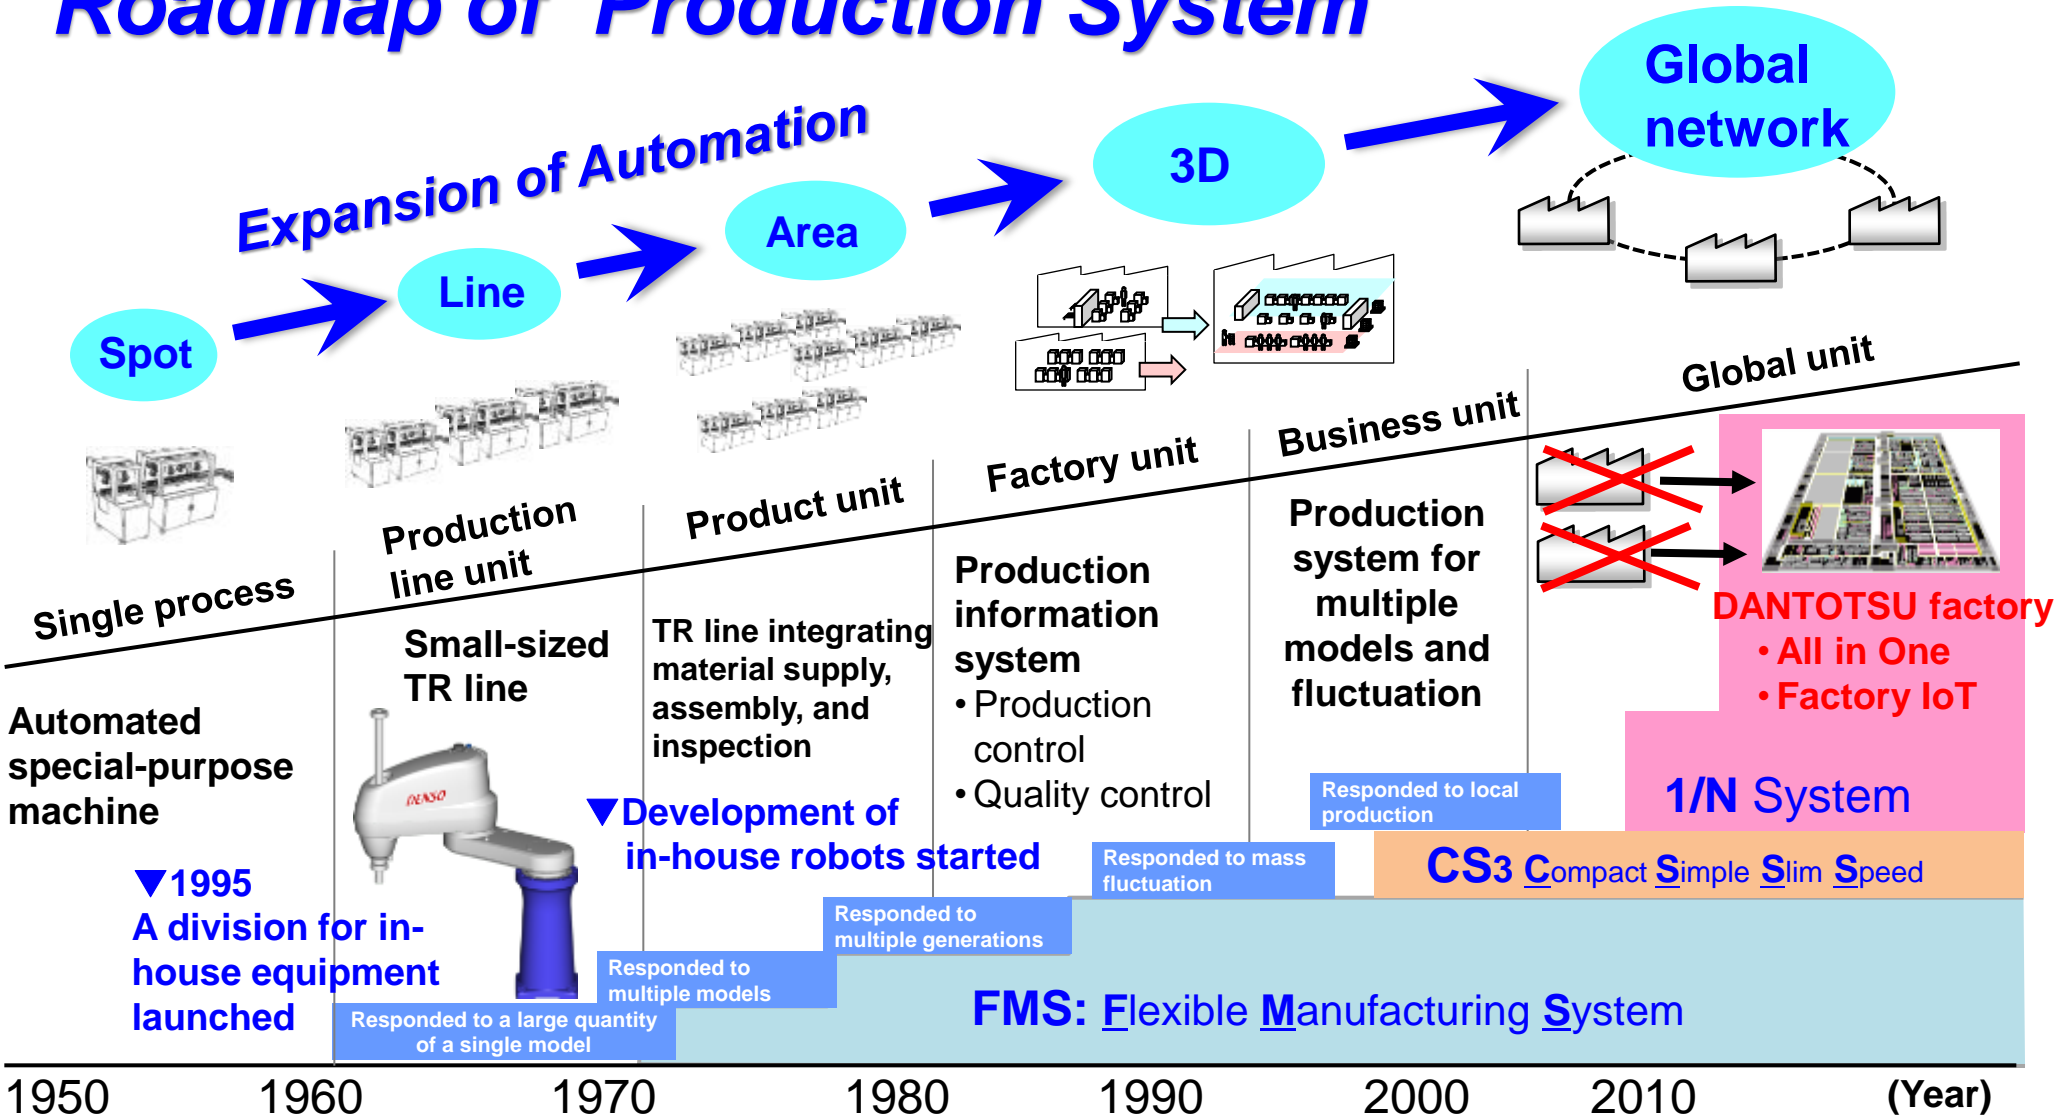 Roadmap of Production System
Expansion of Automation
Spot
Line
Area
3D
Global
network
Single process
Production
line unit
Product unit
Factory unit
Business unit
Global unit
Automated
special-purpose
machine
▼1995
A division for in-
house equipment
launched
Small-sized
TR line
DENSO
TR line integrating
material supply,
assembly, and
inspection
▼Development of
in-house robots started
Production
information
system
• Production
control
• Quality control
Production
system for
multiple
models and
fluctuation
DANTOTSU factory
• All in One
• Factory IoT
1/N System
CS3 Compact Simple Slim Speed
FMS: Flexible Manufacturing System
Responded to a large quantity
of a single model
Responded to
multiple models
Responded to
multiple generations
Responded to mass
fluctuation
Responded to local
production
1950 1960 1970 1980 1990 2000 2010 (Year)